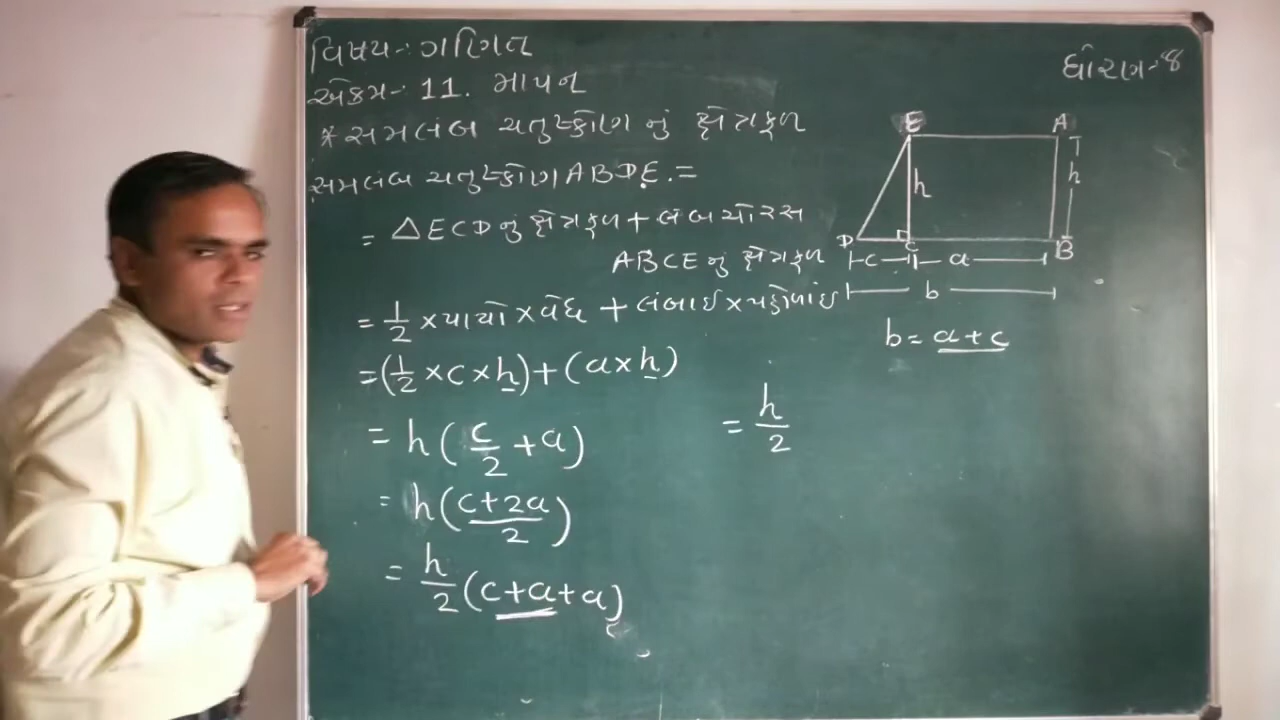 વિષય:- ગણિત
ધોરણ-8
એકમ-: 11. માપન
* સમલંબ ચતુષ્કોણ નું ક્ષેત્રફળ
સમલંબ ચતુષ્કોણ ABDE. =
= △ECD નું ક્ષેત્રફળ + લંબચોરસ
ABCE નું ક્ષેત્રફળ
= 1/2 × પાયો × વેધ + લંબાઇ × પહોળાઇ
= (1/2 × c × h) + (a × h)
= h (c/2 + a)
= h ((c+2a)/2)
= h/2 (c+a+a)
= h/2
E A
h h
D C B
c a
b
b = a + c